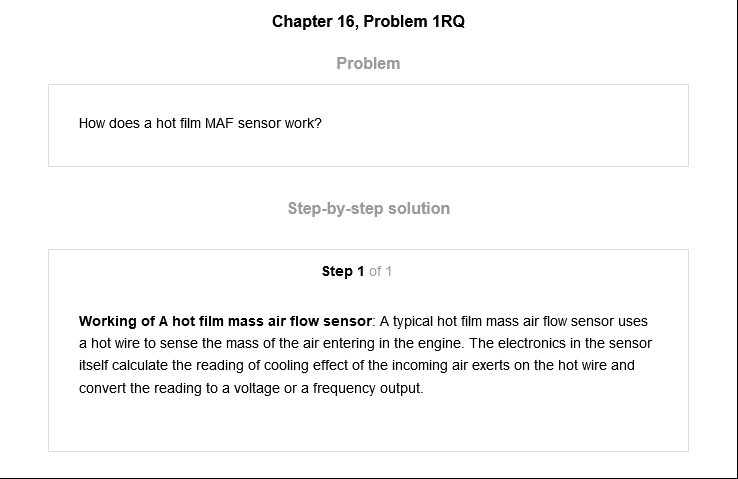 Chapter 16, Problem 1RQ
Problem
How does a hot film MAF sensor work?
Step-by-step solution
Step 1 of 1
Working of A hot film mass air flow sensor: A typical hot film mass air flow sensor uses
a hot wire to sense the mass of the air entering in the engine. The electronics in the sensor
itself calculate the reading of cooling effect of the incoming air exerts on the hot wire and
convert the reading to a voltage or a frequency output.